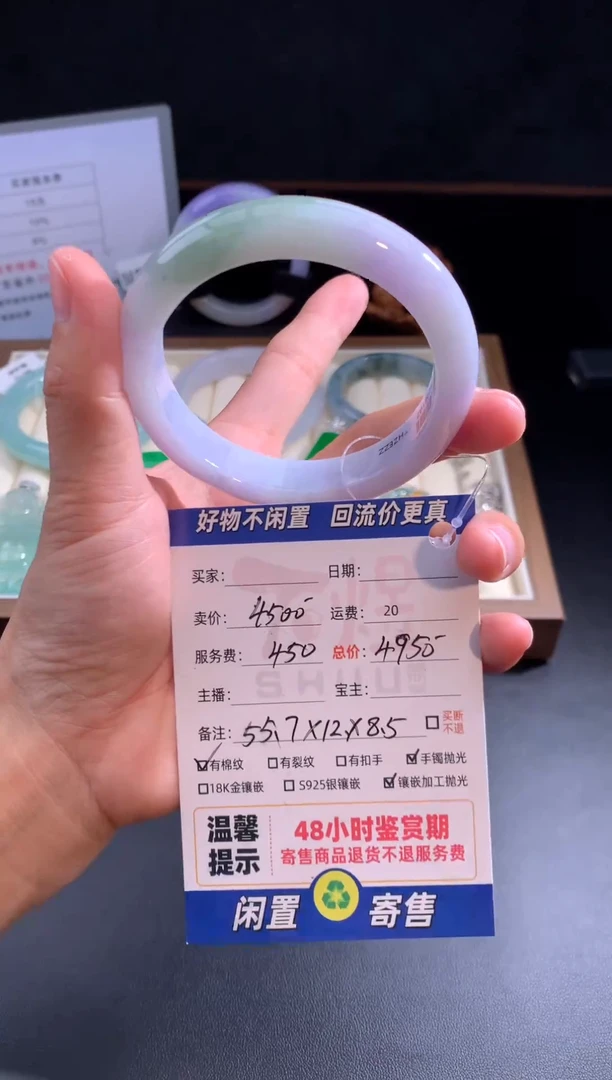 好物不闲置 回流价更真
买家: 日期:
卖价: 4500 运费: 20
服务费: 450 总价: 4950
主播: 宝主:
备注: 55.7X12X8.5 □买断不退
☑有棉纹 □有裂纹 □有扣手 ☑手镯抛光
□18K金镶嵌 □S925银镶嵌 ☑镶嵌加工抛光
温馨提示
48小时鉴赏期
寄售商品退货不退服务费
闲置 寄售